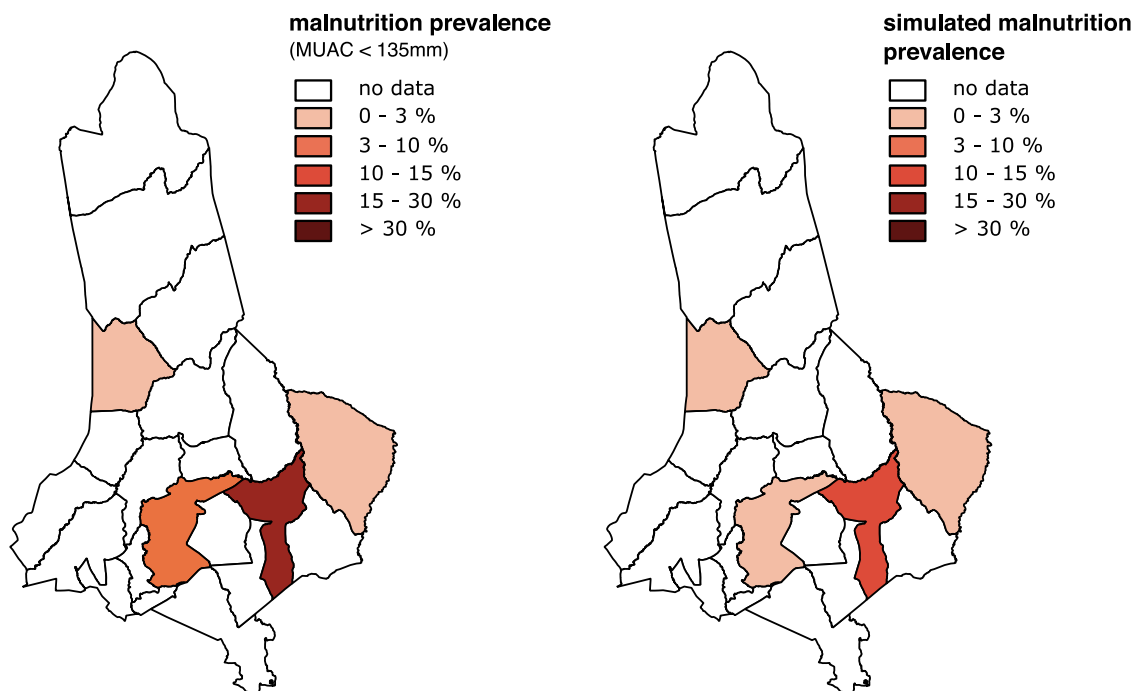 malnutrition prevalence
(MUAC < 135mm)
no data
0 - 3 %
3 - 10 %
10 - 15 %
15 - 30 %
> 30 %
simulated malnutrition
prevalence
no data
0 - 3 %
3 - 10 %
10 - 15 %
15 - 30 %
> 30 %